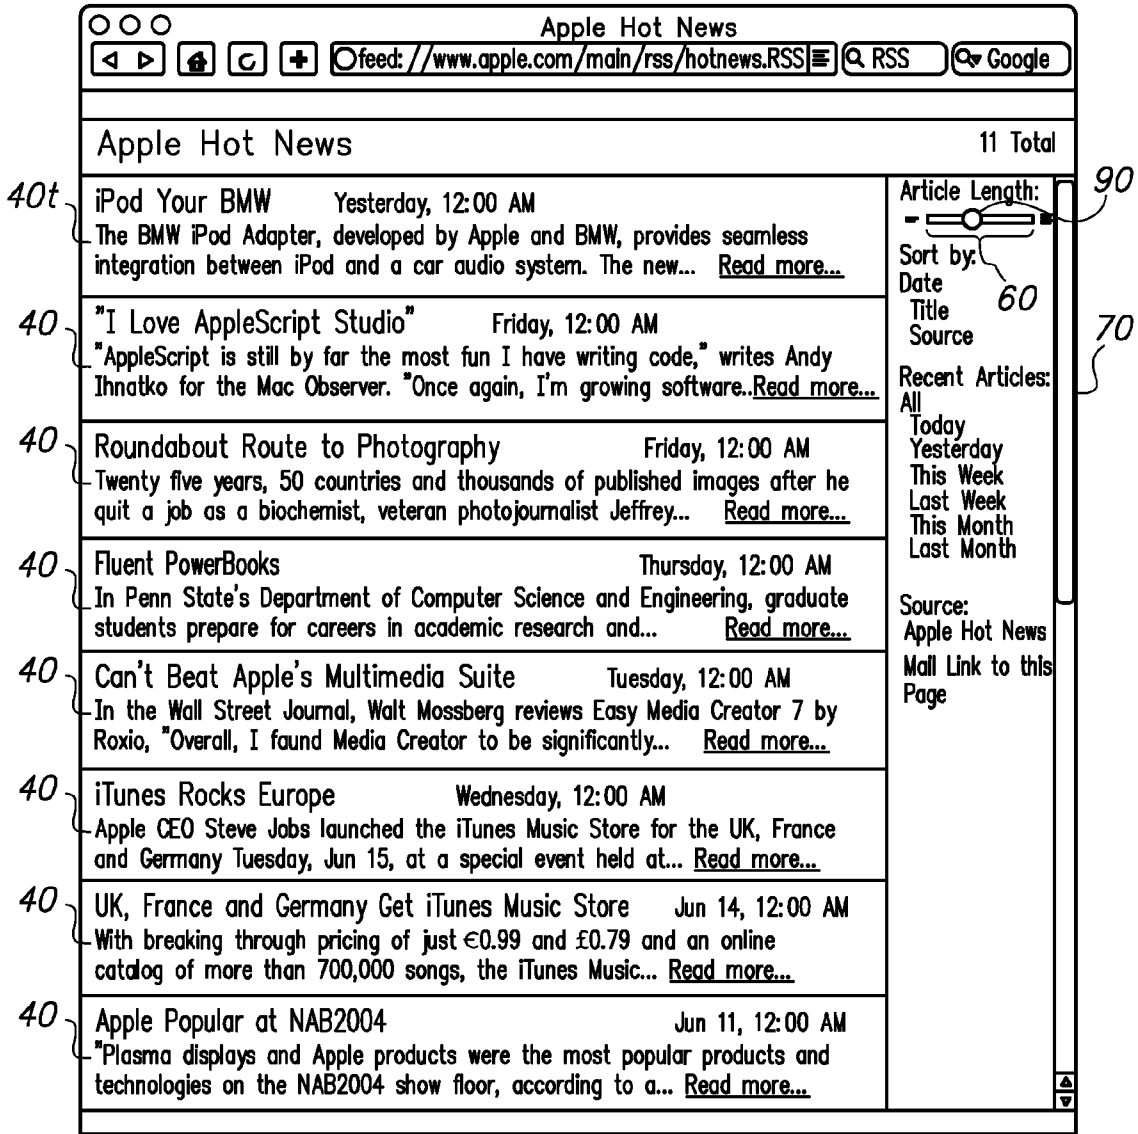 Apple Hot News
feed://www.apple.com/main/rss/hotnews.RSS RSS Google
Apple Hot News 11 Total
40t
iPod Your BMW Yesterday, 12:00 AM
The BMW iPod Adapter, developed by Apple and BMW, provides seamless
integration between iPod and a car audio system. The new... Read more...
40
"I Love AppleScript Studio" Friday, 12:00 AM
"AppleScript is still by far the most fun I have writing code," writes Andy
Ihnatko for the Mac Observer. "Once again, I'm growing software..Read more...
40
Roundabout Route to Photography Friday, 12:00 AM
Twenty five years, 50 countries and thousands of published images after he
quit a job as a biochemist, veteran photojournalist Jeffrey... Read more...
40
Fluent PowerBooks Thursday, 12:00 AM
In Penn State's Department of Computer Science and Engineering, graduate
students prepare for careers in academic research and... Read more...
40
Can't Beat Apple's Multimedia Suite Tuesday, 12:00 AM
In the Wall Street Journal, Walt Mossberg reviews Easy Media Creator 7 by
Roxio, "Overall, I faund Media Creator to be significantly... Read more...
40
iTunes Rocks Europe Wednesday, 12:00 AM
Apple CEO Steve Jobs launched the iTunes Music Store for the UK, France
and Germany Tuesday, Jun 15, at a special event held at... Read more...
40
UK, France and Germany Get iTunes Music Store Jun 14, 12:00 AM
With breaking through pricing of just €0.99 and £0.79 and an online
catalog of more than 700,000 songs, the iTunes Music... Read more...
40
Apple Popular at NAB2004 Jun 11, 12:00 AM
"Plasma displays and Apple products were the most popular products and
technologies on the NAB2004 show floor, according to a... Read more...
Article Length:
90
60
70
Sort by:
Date
Title
Source
Recent Articles:
All
Today
Yesterday
This Week
Last Week
This Month
Last Month
Source:
Apple Hot News
Mail Link to this
Page